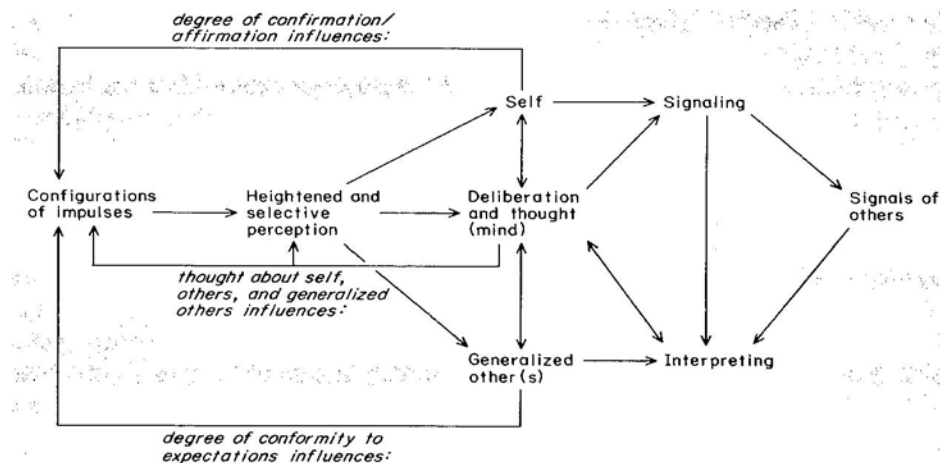 degree of confirmation/
affirmation influences:
Self
Signaling
Configurations
of impulses
Heightened and
selective
perception
Deliberation
and thought
(mind)
Signals of
others
thought about self,
others, and generalized
others influences:
Generalized
other(s)
Interpreting
degree of conformity to
expectations influences: